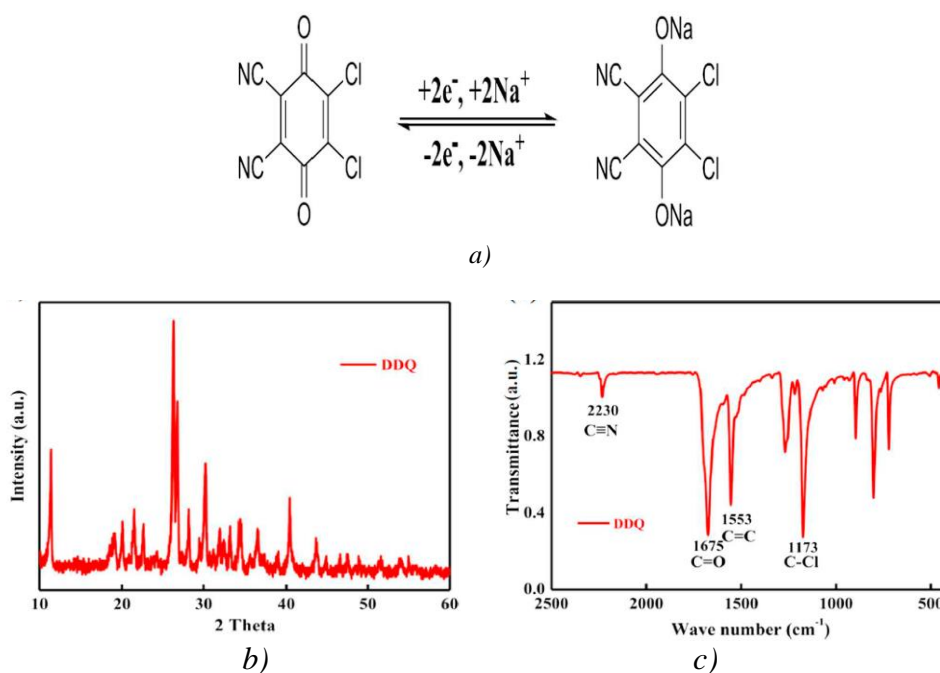 O
NC
Cl
NC
Cl
O
+2e⁻, +2Na⁺
-2e⁻, -2Na⁺
ONa
NC
Cl
NC
Cl
ONa
a)
Intensity (a.u.)
DDQ
10 20 30 40 50 60
2 Theta
b)
Transmittance (a.u.)
1.2
0.8
0.4
0.0
2230
C≡N
1675
C=O
1553
C=C
1173
C-Cl
DDQ
2500 2000 1500 1000 500
Wave number (cm⁻¹)
c)